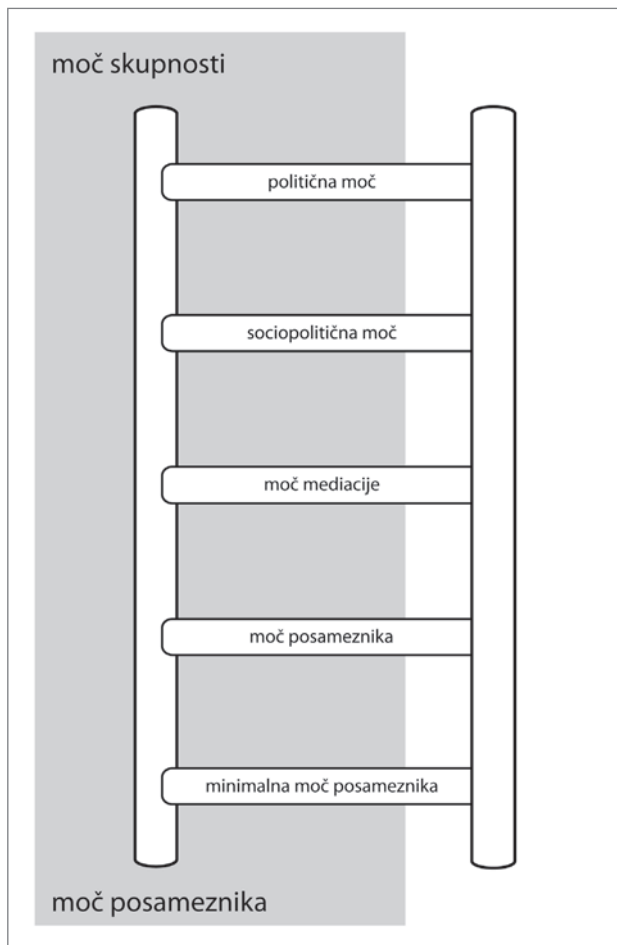 moč skupnosti
politična moč
sociopolitična moč
moč mediacije
moč posameznika
minimalna moč posameznika
moč posameznika